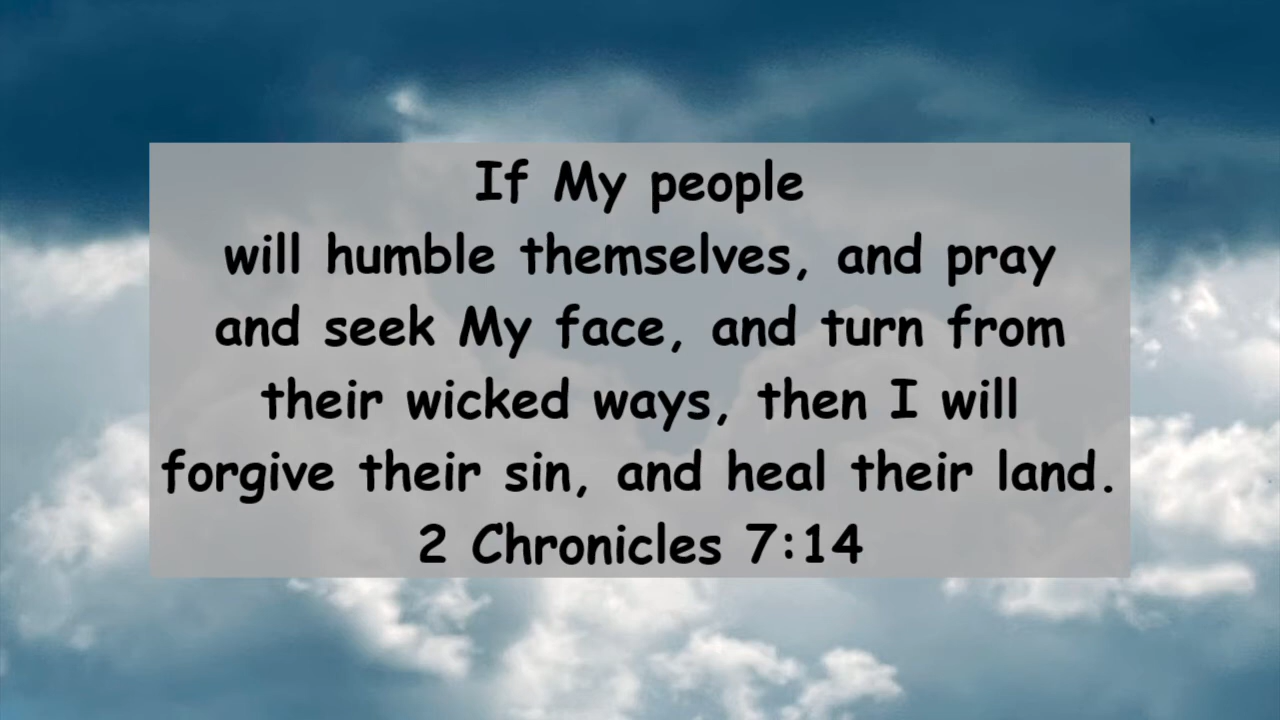 If My people
will humble themselves, and pray
and seek My face, and turn from
their wicked ways, then I will
forgive their sin, and heal their land.
2 Chronicles 7:14